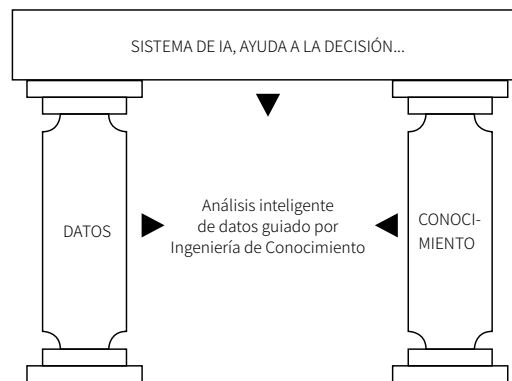 SISTEMA DE IA, AYUDA A LA DECISIÓN...
Análisis inteligente
de datos guiado por
Ingeniería de Conocimiento
DATOS
CONOCI-
MIENTO